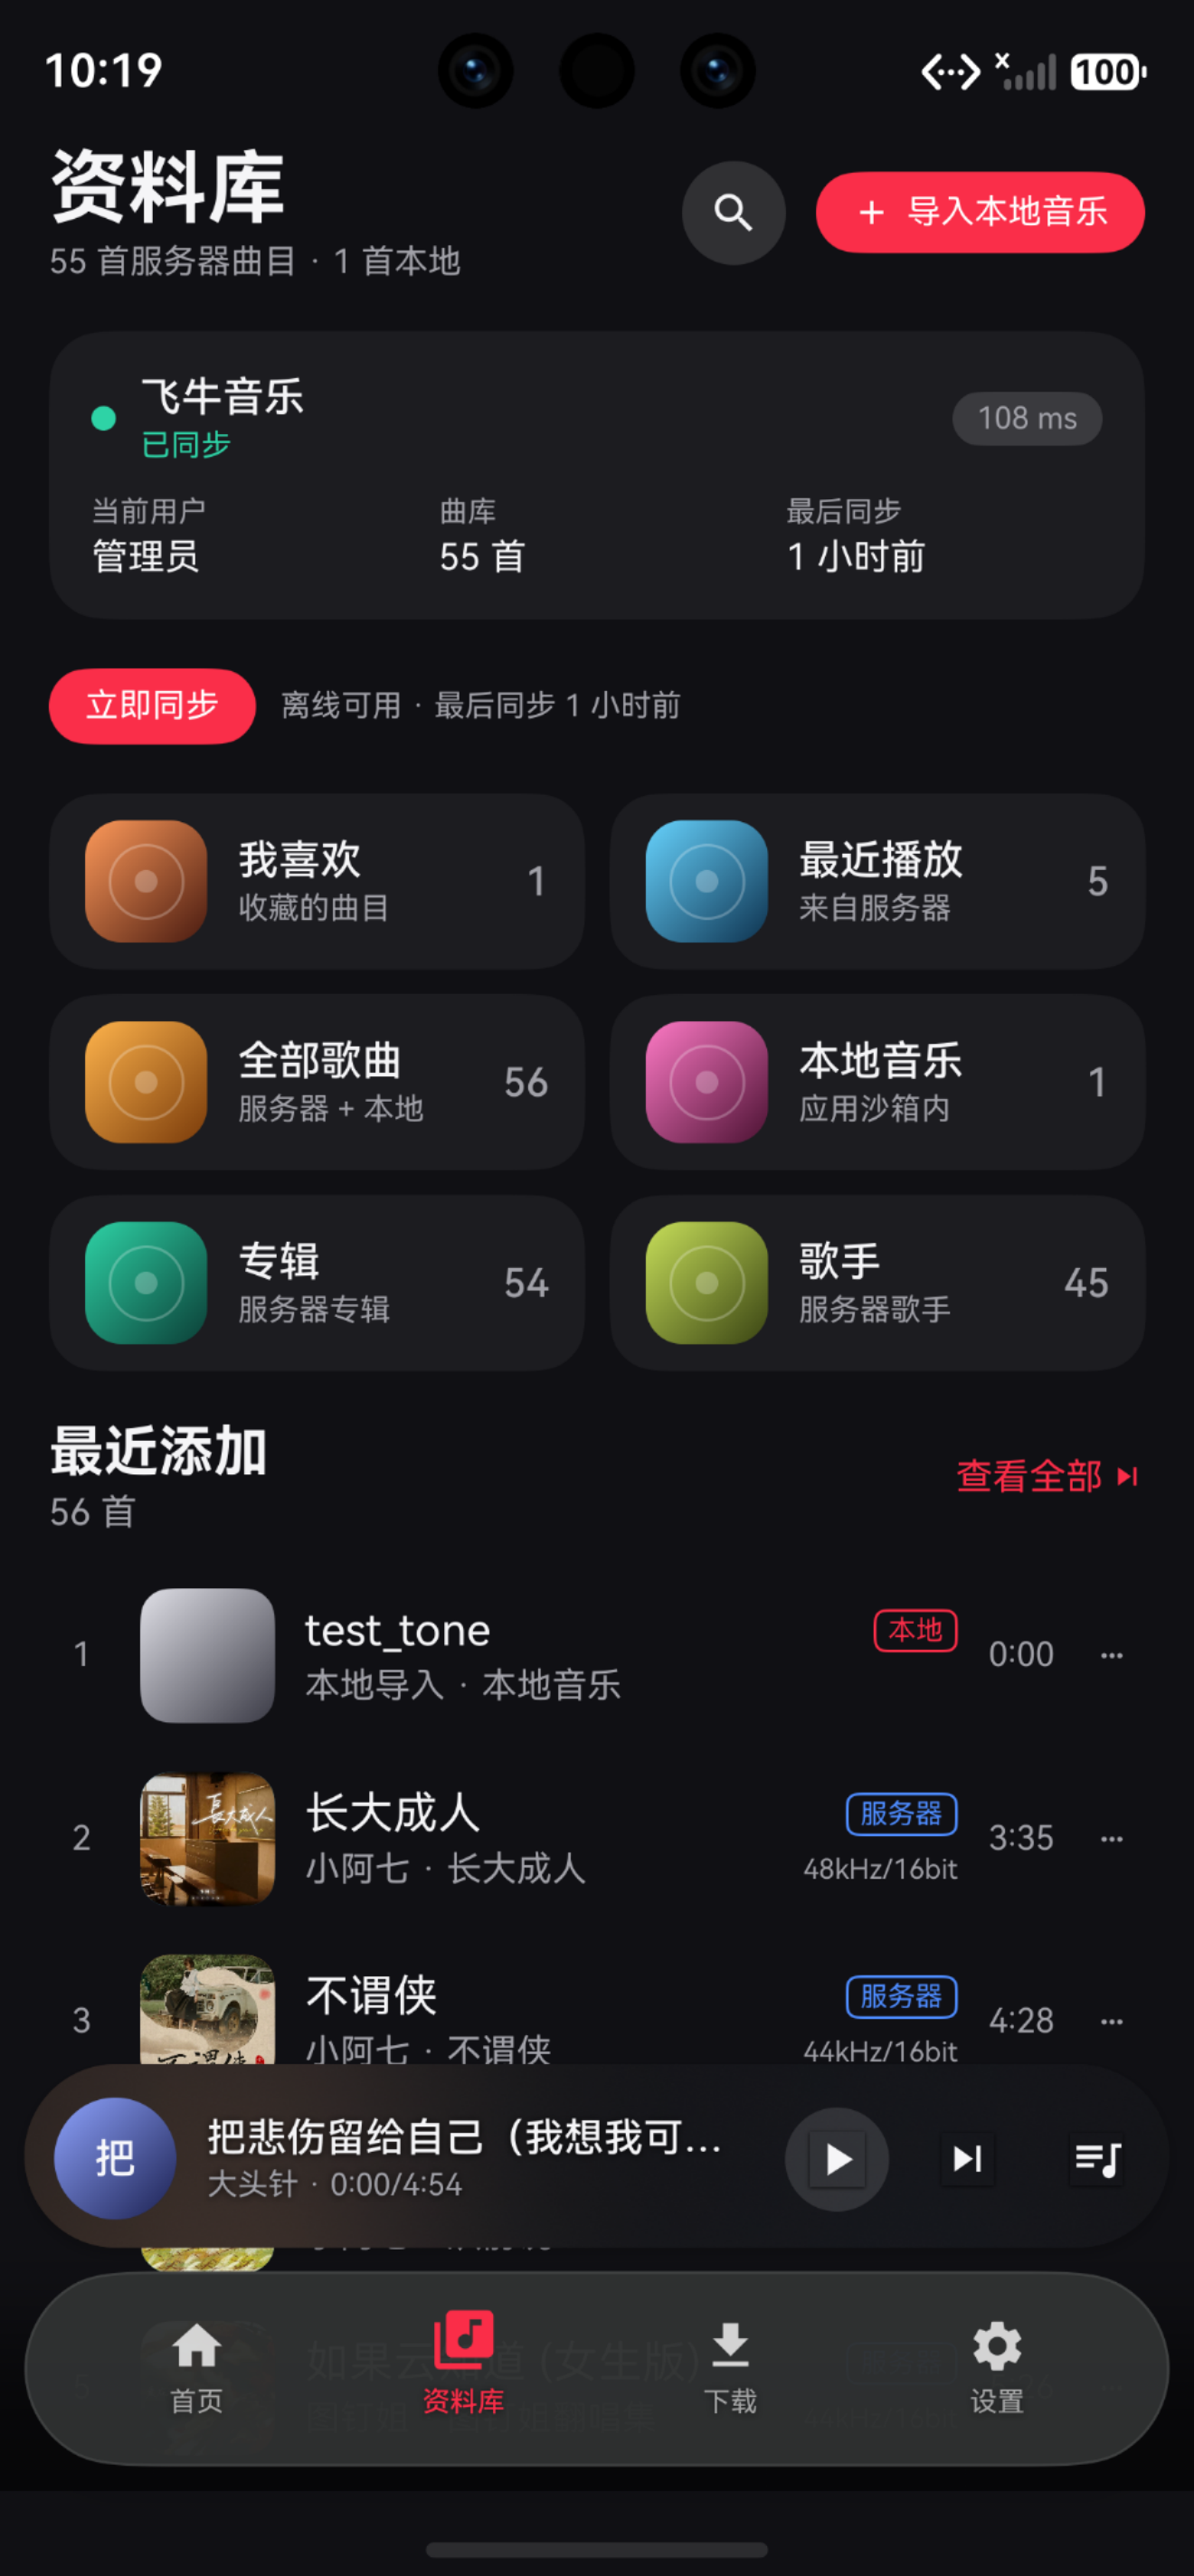 10:19
100
资料库
55 首服务器曲目 · 1 首本地
+ 导入本地音乐
飞牛音乐
已同步
108 ms
当前用户
管理员
曲库
55 首
最后同步
1 小时前
立即同步
离线可用 · 最后同步 1 小时前
我喜欢
收藏的曲目
1
最近播放
来自服务器
5
全部歌曲
服务器 + 本地
56
本地音乐
应用沙箱内
1
专辑
服务器专辑
54
歌手
服务器歌手
45
最近添加
56 首
查看全部
1
test_tone
本地导入 · 本地音乐
本地
0:00
2
长大成人
小阿七 · 长大成人
服务器
48kHz/16bit
3:35
長大成人
3
不谓侠
小阿七 · 不谓侠
服务器
44kHz/16bit
4:28
把
把悲伤留给自己（我想我可...
大头针 · 0:00/4:54
如果云
道 (女生版)
首页
资料库
下载
设置